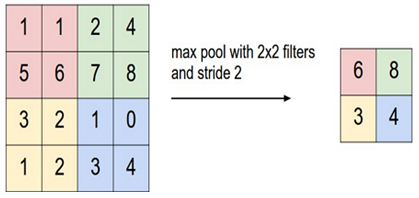 1 1 2 4
5 6 7 8
3 2 1 0
1 2 3 4
max pool with 2x2 filters
and stride 2
6 8
3 4